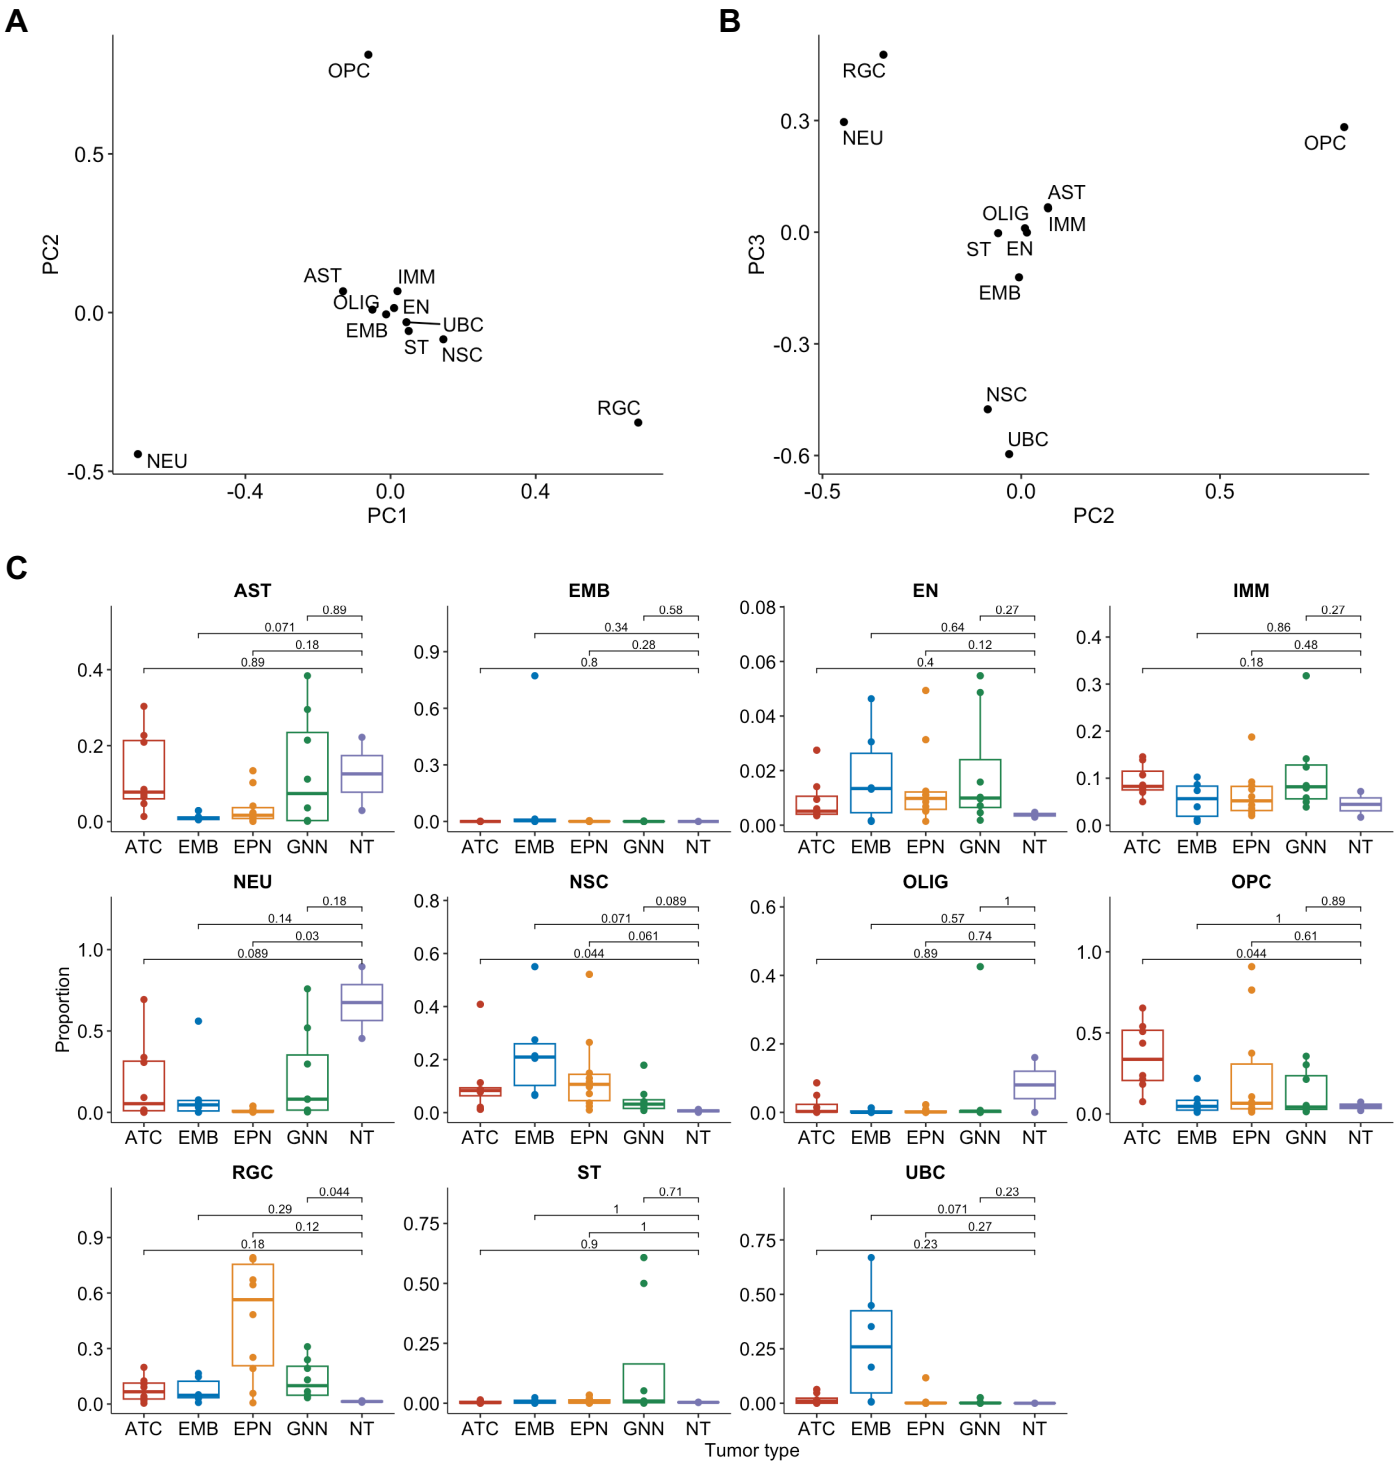 A
B
OPC
0.5
PC2
AST
IMM
OLIG
EN
0.0
EMB
UBC
ST
NSC
RGC
NEU
-0.5
-0.4
0.0
0.4
PC1
RGC
0.3
NEU
OPC
AST
OLIG
IMM
0.0
ST
EN
PC3
EMB
-0.3
NSC
UBC
-0.6
-0.5
0.0
0.5
PC2
C
AST
0.89
0.071
0.18
0.89
0.4
0.2
0.0
ATC EMB EPN GNN NT
EMB
0.58
0.34
0.28
0.8
0.9
0.6
0.3
0.0
ATC EMB EPN GNN NT
EN
0.27
0.64
0.12
0.4
0.08
0.06
0.04
0.02
0.00
ATC EMB EPN GNN NT
IMM
0.27
0.86
0.48
0.18
0.4
0.3
0.2
0.1
0.0
ATC EMB EPN GNN NT
Proportion
NEU
0.18
0.14
0.03
0.089
1.0
0.5
0.0
ATC EMB EPN GNN NT
NSC
0.089
0.071
0.061
0.044
0.8
0.6
0.4
0.2
0.0
ATC EMB EPN GNN NT
OLIG
1
0.57
0.74
0.89
0.6
0.4
0.2
0.0
ATC EMB EPN GNN NT
OPC
0.89
1
0.61
0.044
1.0
0.5
0.0
ATC EMB EPN GNN NT
RGC
0.044
0.29
0.12
0.18
0.9
0.6
0.3
0.0
ATC EMB EPN GNN NT
ST
0.71
1
1
0.9
0.75
0.50
0.25
0.00
ATC EMB EPN GNN NT
UBC
0.23
0.071
0.27
0.23
0.75
0.50
0.25
0.00
ATC EMB EPN GNN NT
Tumor type